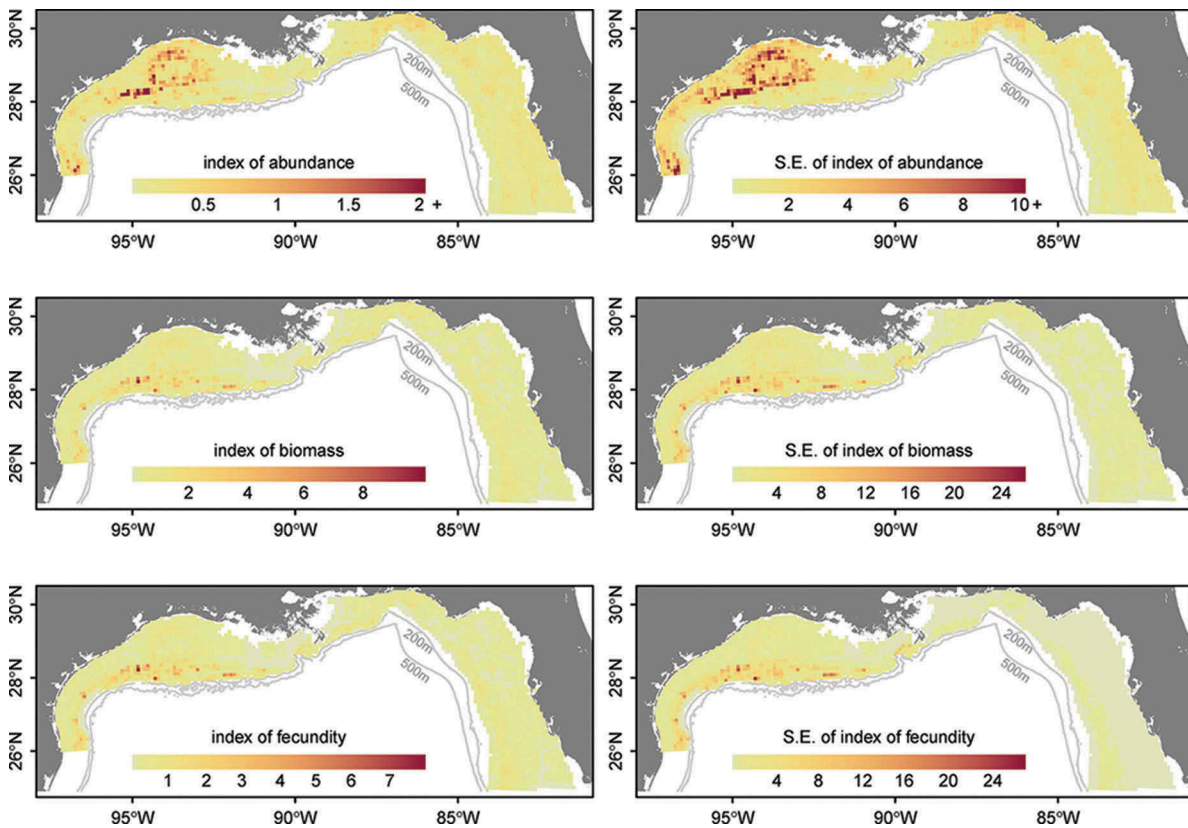 30°N
28°N
26°N
200m
500m
index of abundance
0.5 1 1.5 2 +
95°W 90°W 85°W
30°N
28°N
26°N
200m
500m
S.E. of index of abundance
2 4 6 8 10 +
95°W 90°W 85°W
30°N
28°N
26°N
200m
500m
index of biomass
2 4 6 8
95°W 90°W 85°W
30°N
28°N
26°N
200m
500m
S.E. of index of biomass
4 8 12 16 20 24
95°W 90°W 85°W
30°N
28°N
26°N
200m
500m
index of fecundity
1 2 3 4 5 6 7
95°W 90°W 85°W
30°N
28°N
26°N
200m
500m
S.E. of index of fecundity
4 8 12 16 20 24
95°W 90°W 85°W